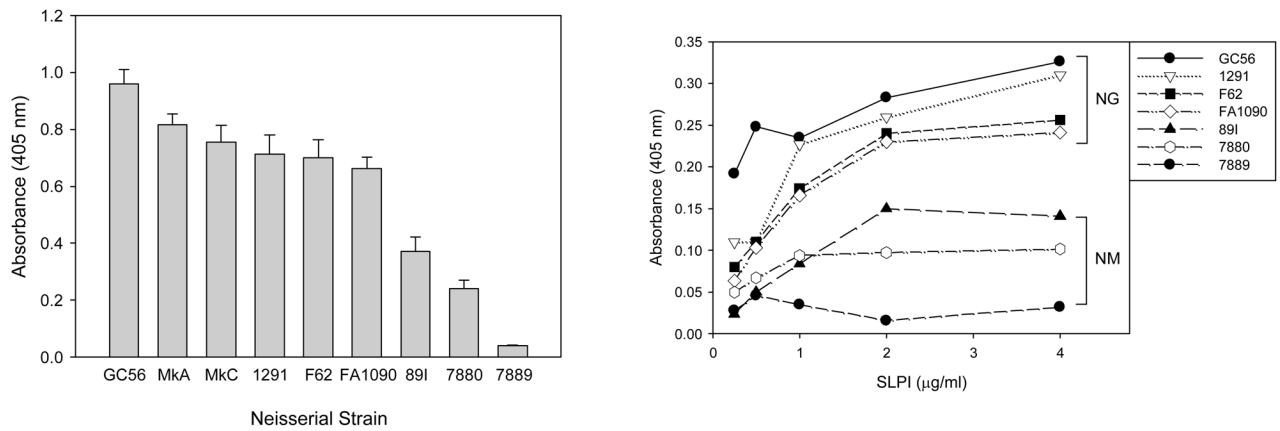 1.2
1.0
0.8
0.6
0.4
0.2
0.0
Absorbance (405 nm)
GC56 MkA MkC 1291 F62 FA1090 89I 7880 7889
Neisserial Strain
0.35
0.30
0.25
0.20
0.15
0.10
0.05
0.00
Absorbance (405 nm)
0 1 2 3 4
SLPI (μg/ml)
NG
NM
GC56
1291
F62
FA1090
89I
7880
7889